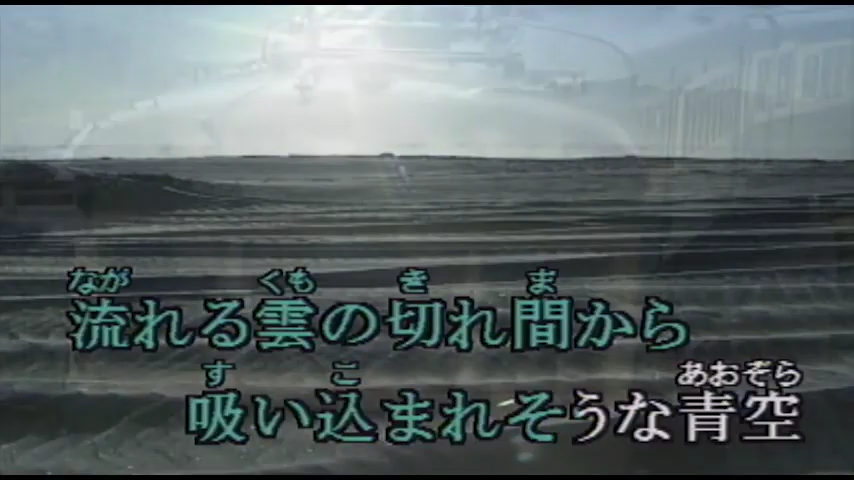 なが くも き ま
流れる雲の切れ間から
す こ あおぞら
吸い込まれそうな青空